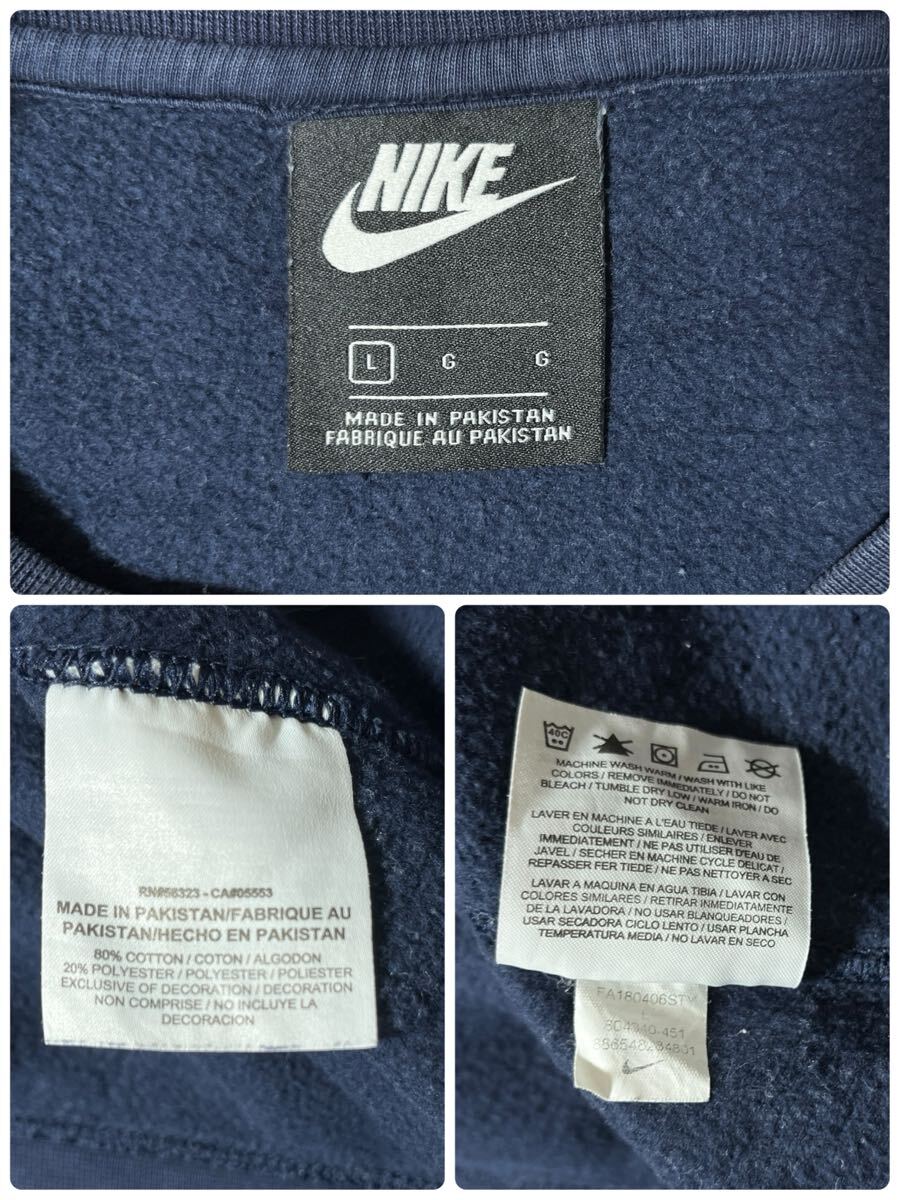 NIKE
L G G
MADE IN PAKISTAN
FABRIQUE AU PAKISTAN
RN#56323 - CA#05553
MADE IN PAKISTAN/FABRIQUE AU
PAKISTAN/HECHO EN PAKISTAN
80% COTTON / COTON / ALGODON
20% POLYESTER / POLYESTER / POLIESTER
EXCLUSIVE OF DECORATION / DECORATION
NON COMPRISE / NO INCLUYE LA
DECORACION
40C
MACHINE WASH WARM / WASH WITH LIKE
COLORS / REMOVE IMMEDIATELY / DO NOT
BLEACH / TUMBLE DRY LOW / WARM IRON / DO
NOT DRY CLEAN
LAVER EN MACHINE A L'EAU TIEDE / LAVER AVEC
COULEURS SIMILAIRES / ENLEVER
IMMEDIATEMENT / NE PAS UTILISER D'EAU DE
JAVEL / SECHER EN MACHINE CYCLE DELICAT /
REPASSER FER TIEDE / NE PAS NETTOYER A SEC
LAVAR A MAQUINA EN AGUA TIBIA / LAVAR CON
COLORES SIMILARES / RETIRAR INMEDIATAMENTE
DE LA LAVADORA / NO USAR BLANQUEADORES /
USAR SECADORA CICLO LENTO / USAR PLANCHA
TEMPERATURA MEDIA / NO LAVAR EN SECO
FA180406STM
L
804340-451